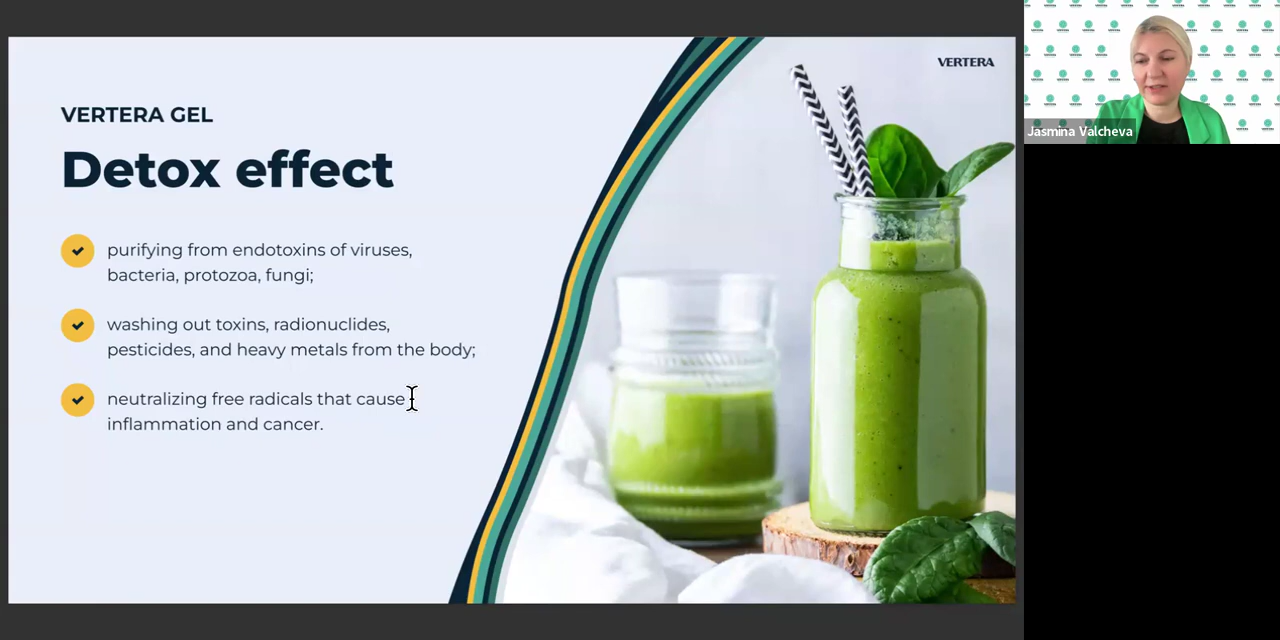 VERTERA
VERTERA GEL
Detox effect
purifying from endotoxins of viruses,
bacteria, protozoa, fungi;
washing out toxins, radionuclides,
pesticides, and heavy metals from the body;
neutralizing free radicals that cause
inflammation and cancer.
Jasmina Valcheva